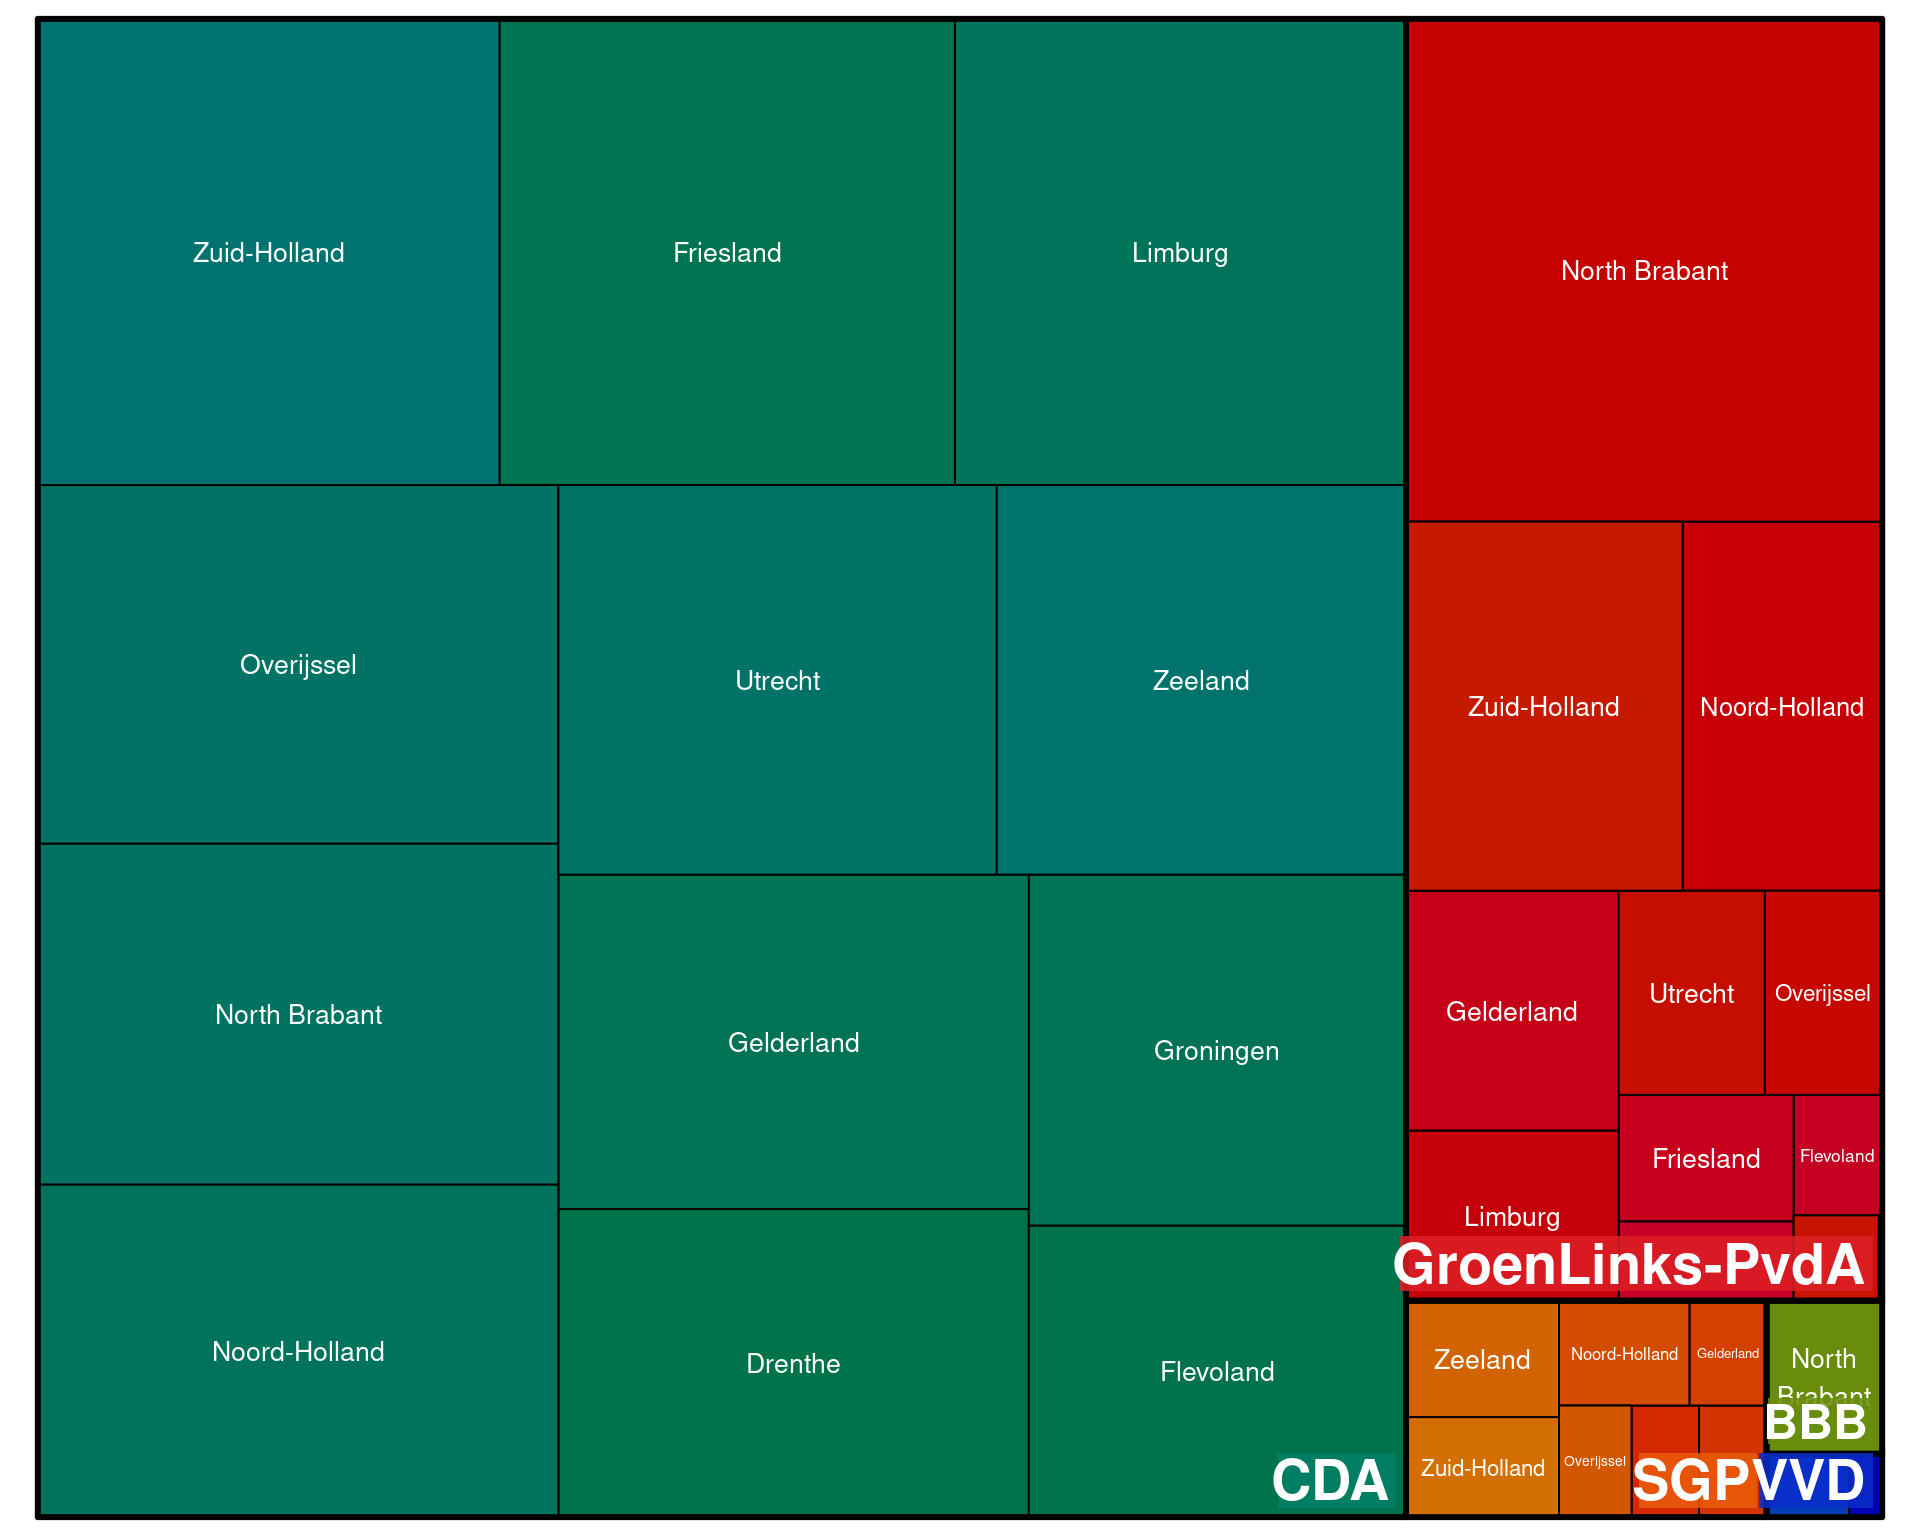 Zuid-Holland
Friesland
Limburg
North Brabant
Overijssel
Utrecht
Zeeland
Zuid-Holland
Noord-Holland
North Brabant
Gelderland
Groningen
Gelderland
Utrecht
Overijssel
Friesland
Flevoland
Limburg
GroenLinks-PvdA
Noord-Holland
Drenthe
Flevoland
Zeeland
Noord-Holland
Gelderland
North
Brabant
BBB
Zuid-Holland
Overijssel
CDA
SGP
VVD